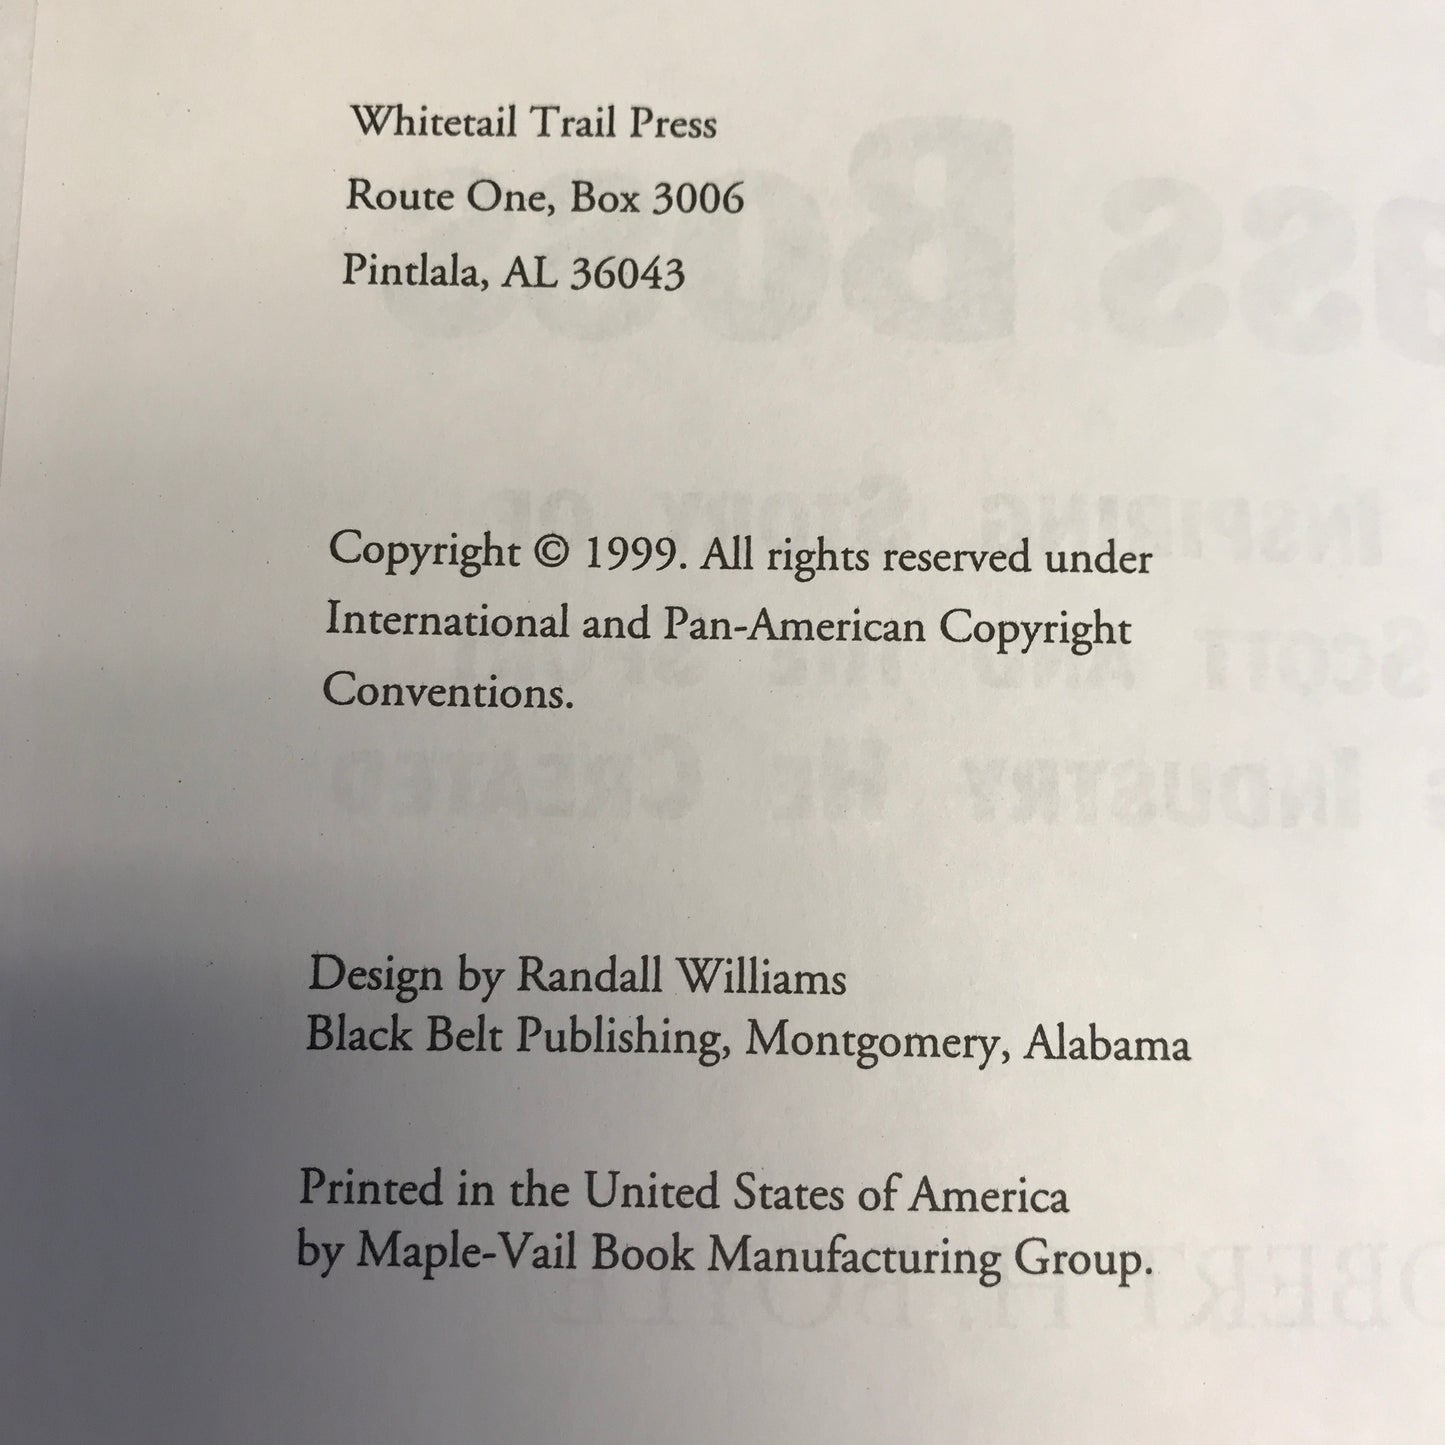 Whitetail Trail Press
Route One, Box 3006
Pintlala, AL 36043
Copyright © 1999. All rights reserved under
International and Pan-American Copyright
Conventions.
Design by Randall Williams
Black Belt Publishing, Montgomery, Alabama
Printed in the United States of America
by Maple-Vail Book Manufacturing Group.